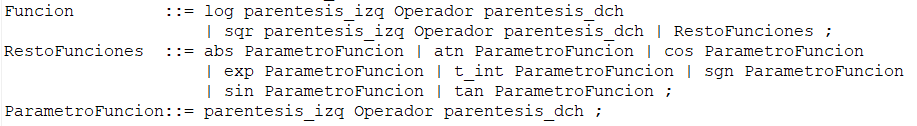 Funcion ::= log parentesis_izq Operador parentesis_dch
| sqr parentesis_izq Operador parentesis_dch | RestoFunciones ;
RestoFunciones ::= abs ParametroFuncion | atn ParametroFuncion | cos ParametroFuncion
| exp ParametroFuncion | t_int ParametroFuncion | sgn ParametroFuncion
| sin ParametroFuncion | tan ParametroFuncion ;
ParametroFuncion::= parentesis_izq Operador parentesis_dch ;